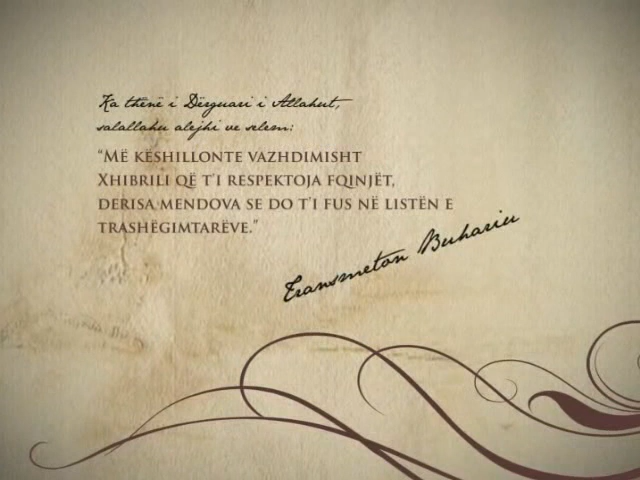 Ka thënë i Dërguari i Allahut,
salallahu alejhi ve selem:
"MË KËSHILLONTE VAZHDIMISHT
XHIBRILI QË T'I RESPEKTOJA FQINJËT,
DERISA MENDOVA SE DO T'I FUS NË LISTËN E
TRASHËGIMTARËVE."
Transmeton Buhariu